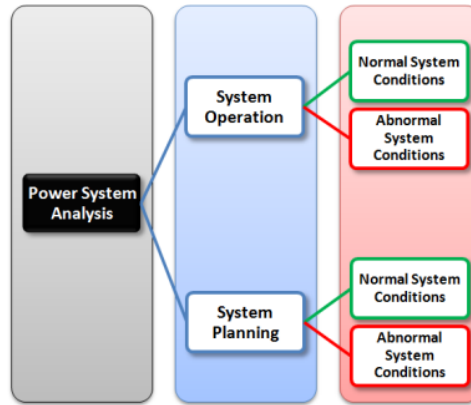 Power System
Analysis
System
Operation
System
Planning
Normal System
Conditions
Abnormal
System
Conditions
Normal System
Conditions
Abnormal
System
Conditions